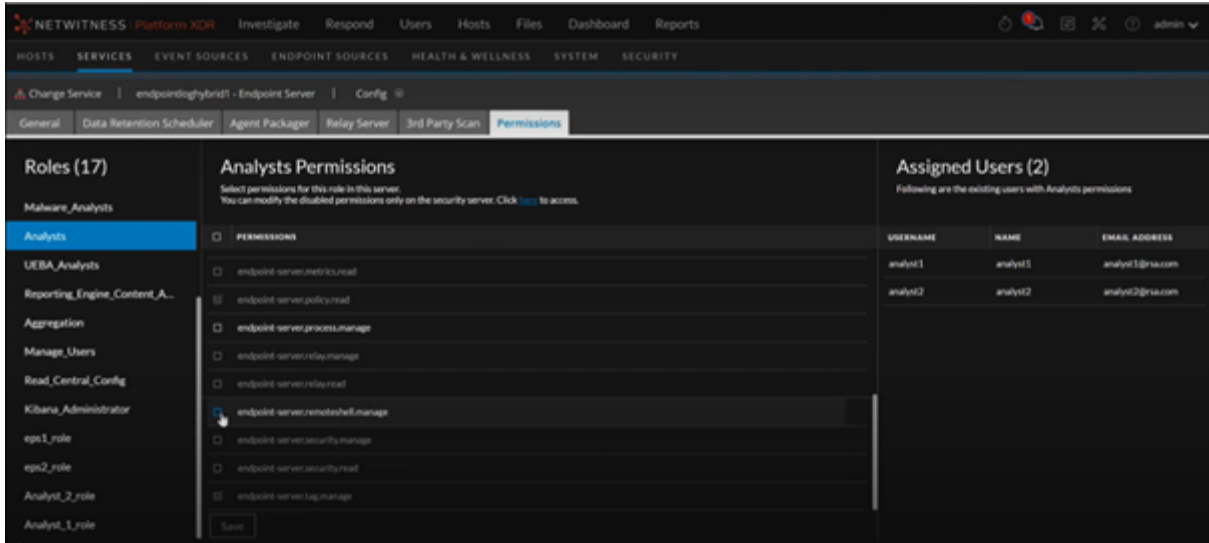 NETWITNESS Platform XDR Investigate Respond Users Hosts Files Dashboard Reports 1 admin
HOSTS SERVICES EVENT SOURCES ENDPOINT SOURCES HEALTH & WELLNESS SYSTEM SECURITY
Change Service | endpointloghybrid1 - Endpoint Server | Config
General Data Retention Scheduler Agent Packager Relay Server 3rd Party Scan Permissions
Roles (17)
Malware_Analysts
Analysts
UEBA_Analysts
Reporting_Engine_Content_A...
Aggregation
Manage_Users
Read_Central_Config
Kibana_Administrator
eps1_role
eps2_role
Analyst_2_role
Analyst_1_role
Analysts Permissions
Select permissions for this role in this server.
You can modify the disabled permissions only on the security server. Click here to access.
PERMISSIONS
endpoint-server.metrics.read
endpoint-server.policy.read
endpoint-server.process.manage
endpoint-server.relay.manage
endpoint-server.relay.read
endpoint-server.remoteshell.manage
endpoint-server.security.manage
endpoint-server.security.read
endpoint-server.tag.manage
Save
Assigned Users (2)
Following are the existing users with Analysts permissions
USERNAME NAME EMAIL ADDRESS
analyst1 analyst1 analyst1@rsa.com
analyst2 analyst2 analyst2@rsa.com